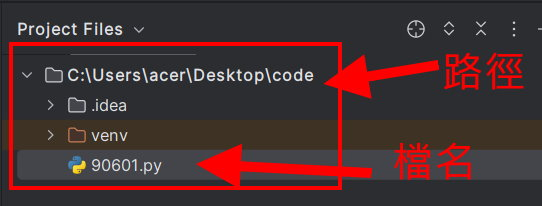 Project Files
C:\Users\acer\Desktop\code
路徑
.idea
venv
90601.py
檔名